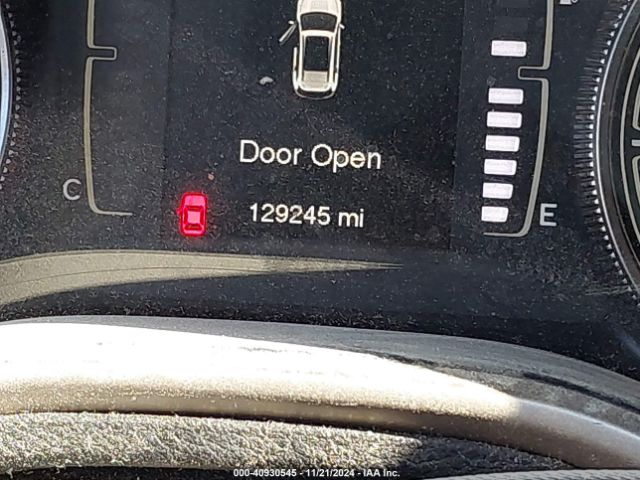 Door Open
C
129245 mi
E
000-40930545 - 11/21/2024 - IAA Inc.